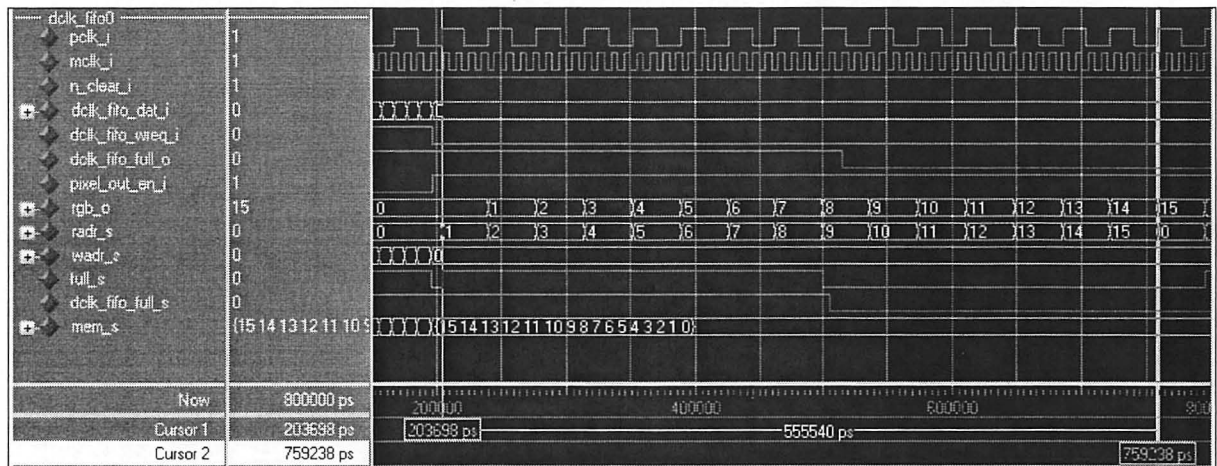 dclk_fifo0
pclk_i 1
mclk_i 1
n_clear_i 1
dclk_fifo_dat_i 0
dclk_fifo_wreq_i 0
dclk_fifo_full_o 0
pixel_out_en_i 1
rgb_o 15 0 1 2 3 4 5 6 7 8 9 10 11 12 13 14 15
radr_s 0 0 1 2 3 4 5 6 7 8 9 10 11 12 13 14 15 0
wadr_s 0 0
full_s 0
dclk_fifo_full_s 0
mem_s {15 14 13 12 11 10 9 {15 14 13 12 11 10 9 8 7 6 5 4 3 2 1 0}
Now 800000 ps 200000 400000 600000 800
Cursor 1 203698 ps 203698 ps 555540 ps
Cursor 2 759238 ps 759238 ps